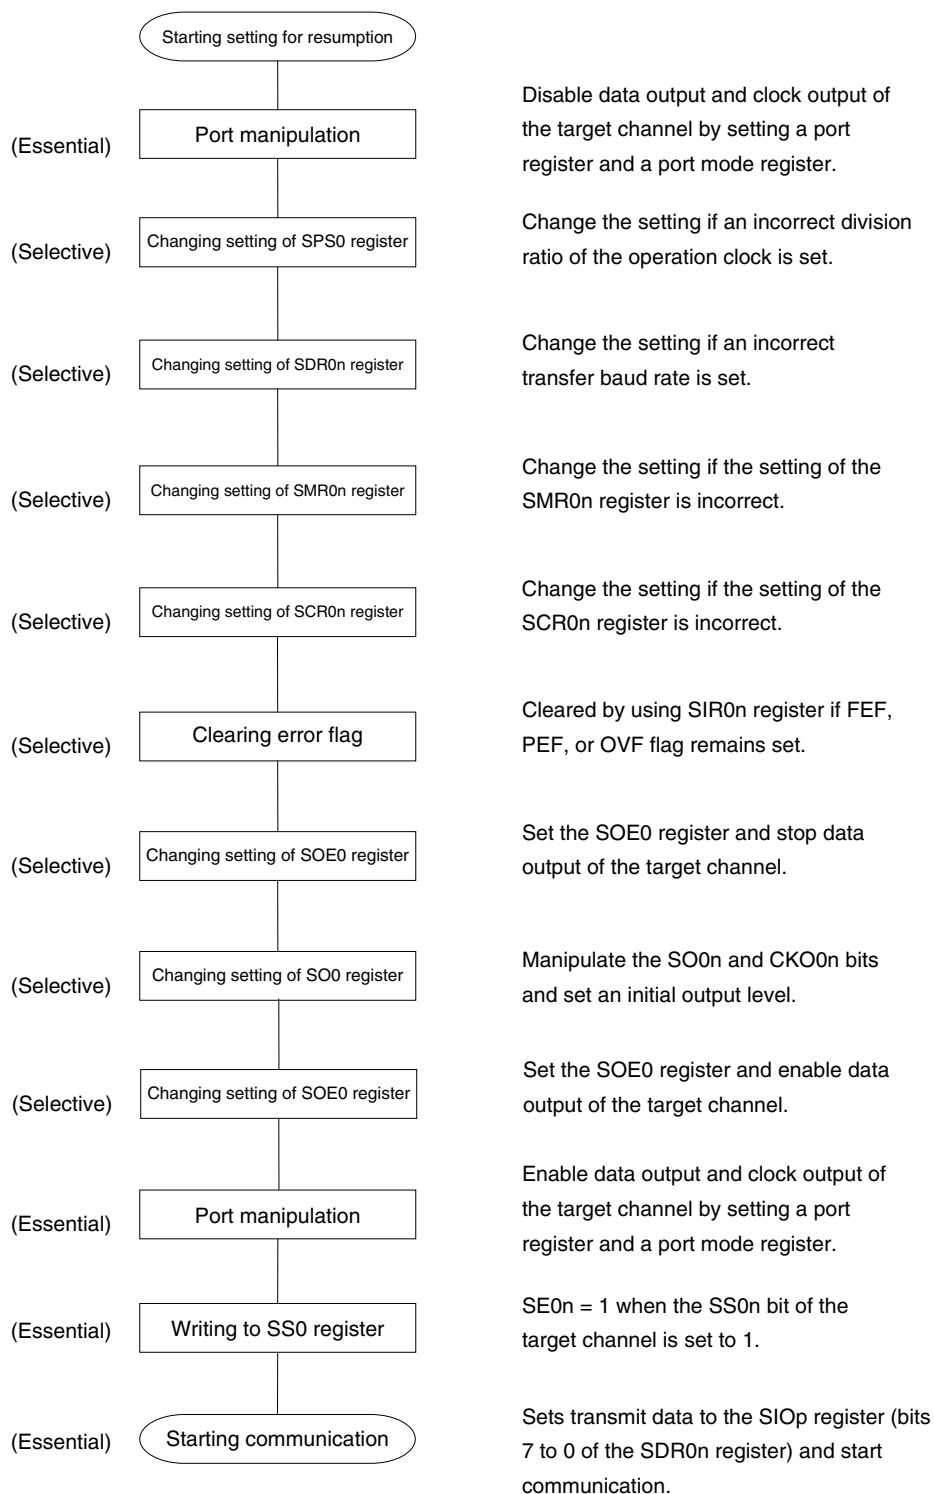 Starting setting for resumption
(Essential)
Port manipulation
Disable data output and clock output of
the target channel by setting a port
register and a port mode register.
(Selective)
Changing setting of SPS0 register
Change the setting if an incorrect division
ratio of the operation clock is set.
(Selective)
Changing setting of SDR0n register
Change the setting if an incorrect
transfer baud rate is set.
(Selective)
Changing setting of SMR0n register
Change the setting if the setting of the
SMR0n register is incorrect.
(Selective)
Changing setting of SCR0n register
Change the setting if the setting of the
SCR0n register is incorrect.
(Selective)
Clearing error flag
Cleared by using SIR0n register if FEF,
PEF, or OVF flag remains set.
(Selective)
Changing setting of SOE0 register
Set the SOE0 register and stop data
output of the target channel.
(Selective)
Changing setting of SO0 register
Manipulate the SO0n and CKO0n bits
and set an initial output level.
(Selective)
Changing setting of SOE0 register
Set the SOE0 register and enable data
output of the target channel.
(Essential)
Port manipulation
Enable data output and clock output of
the target channel by setting a port
register and a port mode register.
(Essential)
Writing to SS0 register
SE0n = 1 when the SS0n bit of the
target channel is set to 1.
(Essential)
Starting communication
Sets transmit data to the SIOp register (bits
7 to 0 of the SDR0n register) and start
communication.